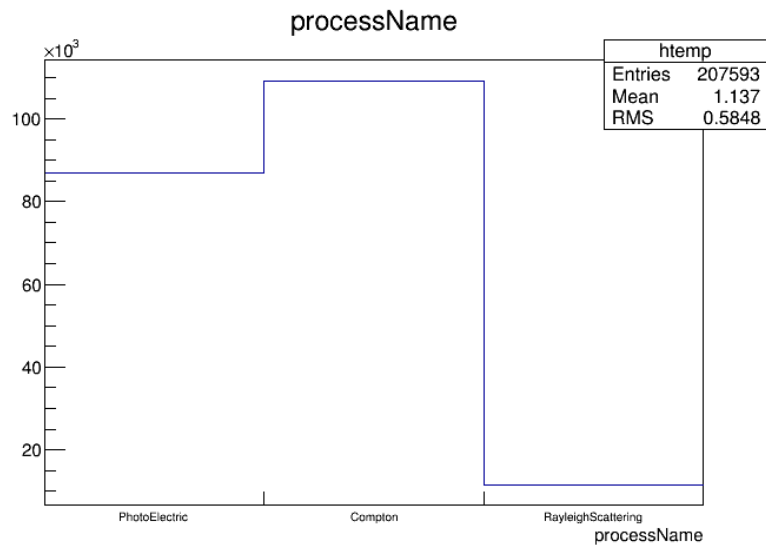 processName
×10³
htemp
Entries 207593
Mean 1.137
RMS 0.5848
100
80
60
40
20
PhotoElectric
Compton
RayleighScattering
processName